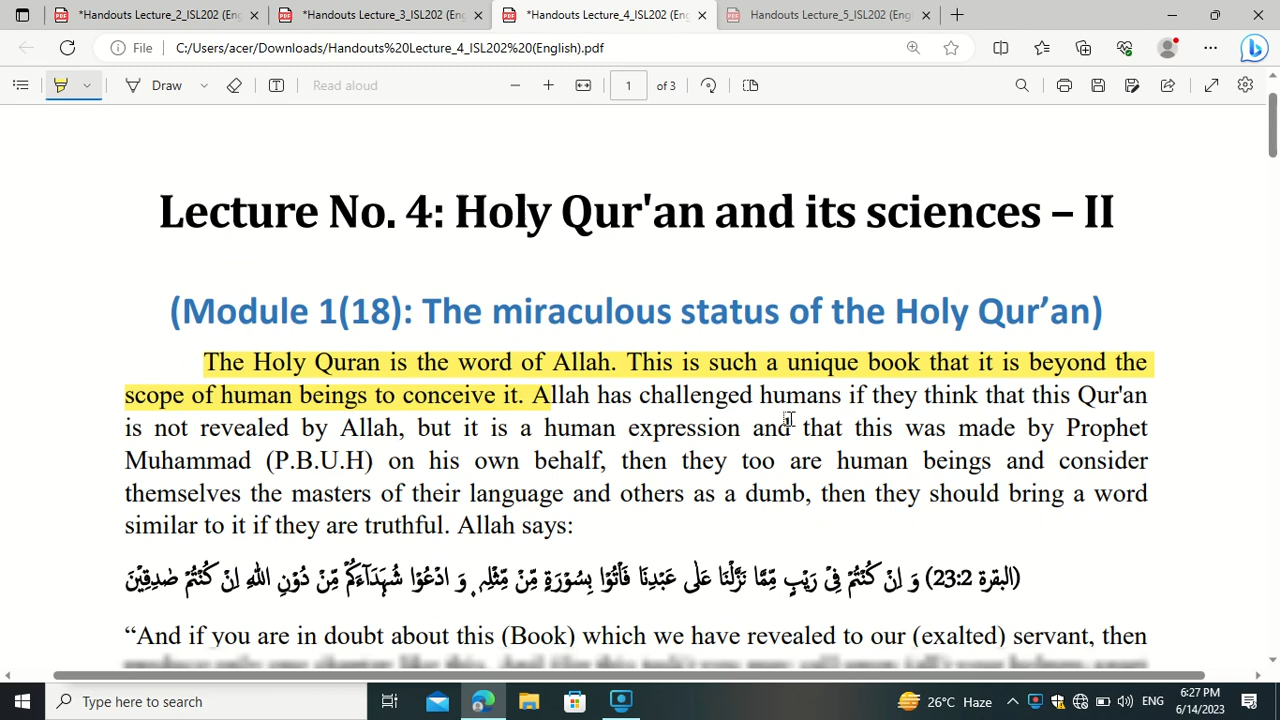 *Handouts Lecture_2_ISL202 (Eng
*Handouts Lecture_3_ISL202 (Eng
*Handouts Lecture_4_ISL202 (Eng
Handouts Lecture_5_ISL202 (Engl
File C:/Users/acer/Downloads/Handouts%20Lecture_4_ISL202%20(English).pdf
Draw Read aloud 1 of 3
Lecture No. 4: Holy Qur'an and its sciences – II
(Module 1(18): The miraculous status of the Holy Qur’an)
The Holy Quran is the word of Allah. This is such a unique book that it is beyond the
scope of human beings to conceive it. Allah has challenged humans if they think that this Qur'an
is not revealed by Allah, but it is a human expression and that this was made by Prophet
Muhammad (P.B.U.H) on his own behalf, then they too are human beings and consider
themselves the masters of their language and others as a dumb, then they should bring a word
similar to it if they are truthful. Allah says:
وَ اِنْ كُنْتُمْ فِیْ رَیْبٍ مِّمَّا نَزَّلْنَا عَلٰی عَبْدِنَا فَاْتُوْا بِسُوْرَةٍ مِّنْ مِّثْلِهٖ۪ وَ ادْعُوْا شُهَدَآءَكُمْ مِّنْ دُوْنِ اللّٰهِ اِنْ كُنْتُمْ صٰدِقِیْنَ (البقرة 23:2)
“And if you are in doubt about this (Book) which we have revealed to our (exalted) servant, then
Type here to search
26°C Haze
ENG
6:27 PM
6/14/2023